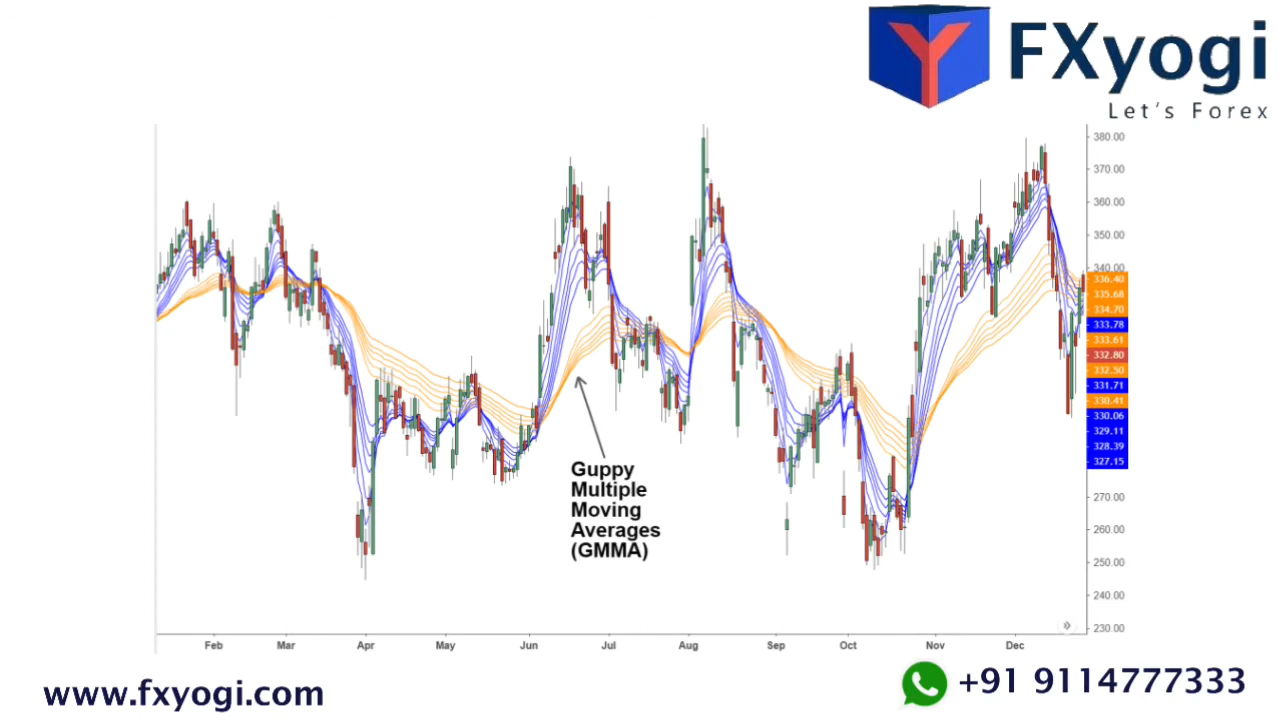 FXyogi
Let's Forex
380.00
370.00
360.00
350.00
340.00
336.40
335.68
334.70
333.78
333.61
332.80
332.50
331.71
330.41
330.06
329.11
328.39
327.15
270.00
260.00
250.00
240.00
230.00
Guppy
Multiple
Moving
Averages
(GMMA)
Feb Mar Apr May Jun Jul Aug Sep Oct Nov Dec
www.fxyogi.com
+91 9114777333